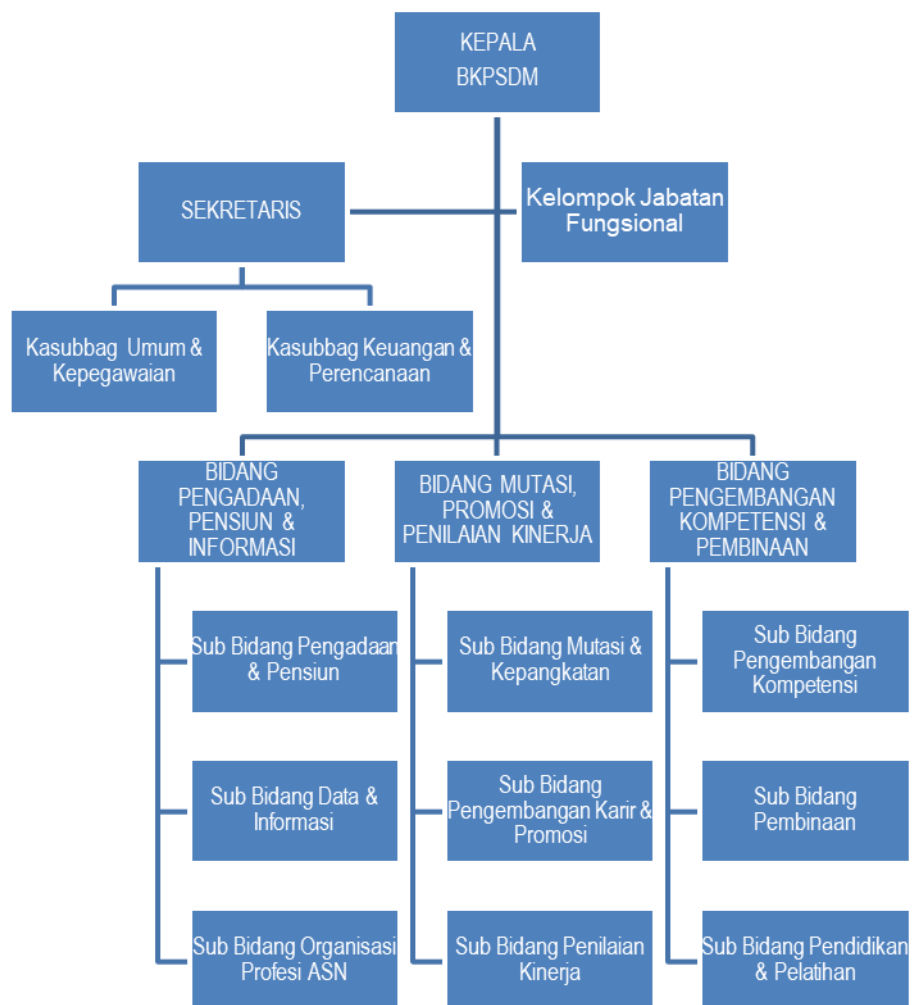 KEPALA
BKPSDM
SEKRETARIS
Kelompok Jabatan
Fungsional
Kasubbag Umum &
Kepegawaian
Kasubbag Keuangan &
Perencanaan
BIDANG
PENGADAAN,
PENSIUN &
INFORMASI
BIDANG MUTASI,
PROMOSI &
PENILAIAN KINERJA
BIDANG
PENGEMBANGAN
KOMPETENSI &
PEMBINAAN
Sub Bidang Pengadaan
& Pensiun
Sub Bidang Mutasi &
Kepangkatan
Sub Bidang
Pengembangan
Kompetensi
Sub Bidang Data &
Informasi
Sub Bidang
Pengembangan Karir &
Promosi
Sub Bidang
Pembinaan
Sub Bidang Organisasi
Profesi ASN
Sub Bidang Penilaian
Kinerja
Sub Bidang Pendidikan
& Pelatihan